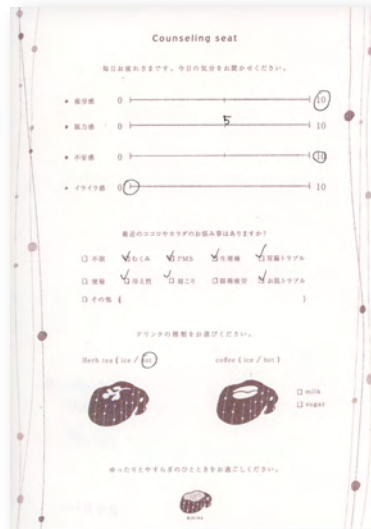 Counseling seat
毎日お疲れさまです。今日の気分をお聞かせください。
• 疲労感 0 10
• 脱力感 0 5 10
• 不安感 0 10
• イライラ感 0 10
最近のココロやカラダのお悩み事はありますか?
□ 不眠 □ むくみ □ PMS □ 生理痛 □ 胃腸トラブル
□ 便秘 □ 冷え性 □ 肩こり □ 眼精疲労 □ お肌トラブル
□ その他 ( )
ドリンクの種類をお選びください。
Herb tea ( ice / hot ) coffee ( ice / hot )
□ milk
□ sugar
ゆったりとやすらぎのひとときをお過ごしください。